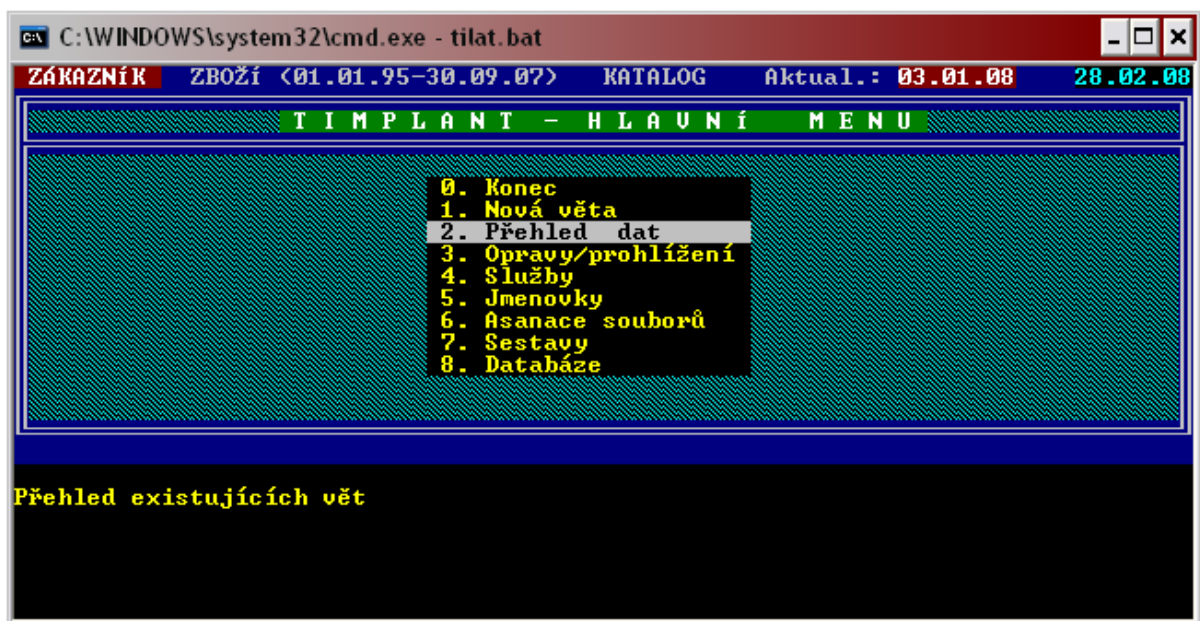 C:\WINDOWS\system32\cmd.exe - tilat.bat
ZÁKAZNíK ZBOŽí (01.01.95-30.09.07) KATALOG Aktual.: 03.01.08 28.02.08
T I M P L A N T - H L A V N í M E N U
0. Konec
1. Nová věta
2. Přehled dat
3. Opravy/prohlížení
4. Služby
5. Jmenovky
6. Asanace souborů
7. Sestavy
8. Databáze
Přehled existujících vět